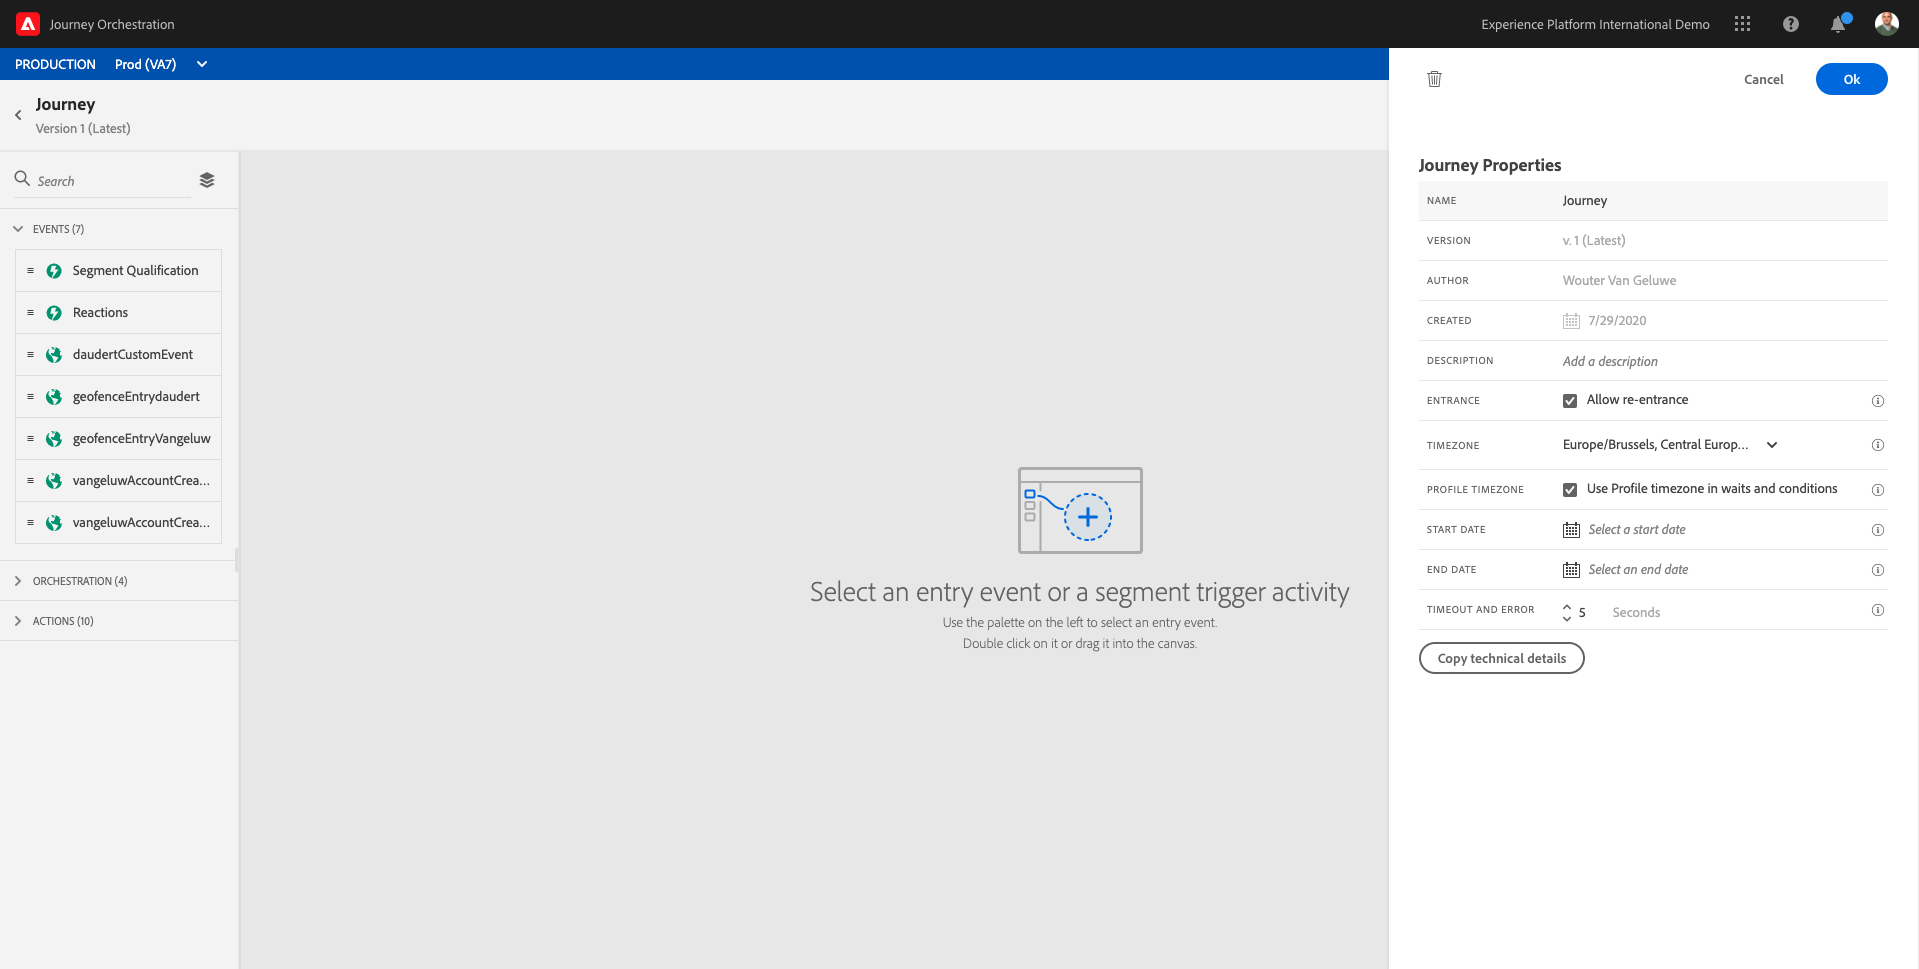 Journey Orchestration
Experience Platform International Demo
PRODUCTION Prod (VA7)
Cancel
Ok
Journey
Version 1 (Latest)
Search
EVENTS (7)
Segment Qualification
Reactions
daudertCustomEvent
geofenceEntrydaudert
geofenceEntryVangeluw
vangeluwAccountCrea...
vangeluwAccountCrea...
ORCHESTRATION (4)
ACTIONS (10)
Select an entry event or a segment trigger activity
Use the palette on the left to select an entry event.
Double click on it or drag it into the canvas.
Journey Properties
NAME Journey
VERSION v. 1 (Latest)
AUTHOR Wouter Van Geluwe
CREATED 7/29/2020
DESCRIPTION Add a description
ENTRANCE Allow re-entrance
TIMEZONE Europe/Brussels, Central Europ...
PROFILE TIMEZONE Use Profile timezone in waits and conditions
START DATE Select a start date
END DATE Select an end date
TIMEOUT AND ERROR 5 Seconds
Copy technical details